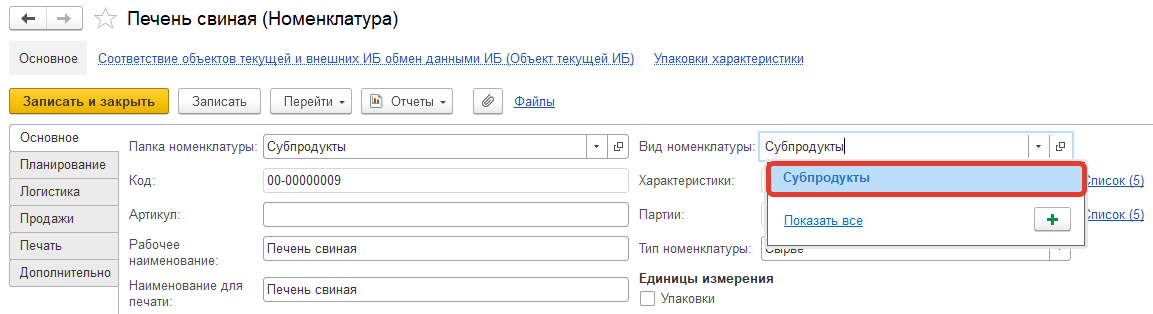 Печень свиная (Номенклатура)
Основное Соответствие объектов текущей и внешних ИБ обмен данными ИБ (Объект текущей ИБ) Упаковки характеристики
Записать и закрыть Записать Перейти Отчеты Файлы
Основное
Планирование
Логистика
Продажи
Печать
Дополнительно
Папка номенклатуры: Субпродукты
Код: 00-00000009
Артикул:
Рабочее
наименование: Печень свиная
Наименование для
печати: Печень свиная
Вид номенклатуры: Субпродукты
Субпродукты
Показать все
Характеристики: Список (5)
Партии: Список (5)
Тип номенклатуры: Сырье
Единицы измерения
Упаковки